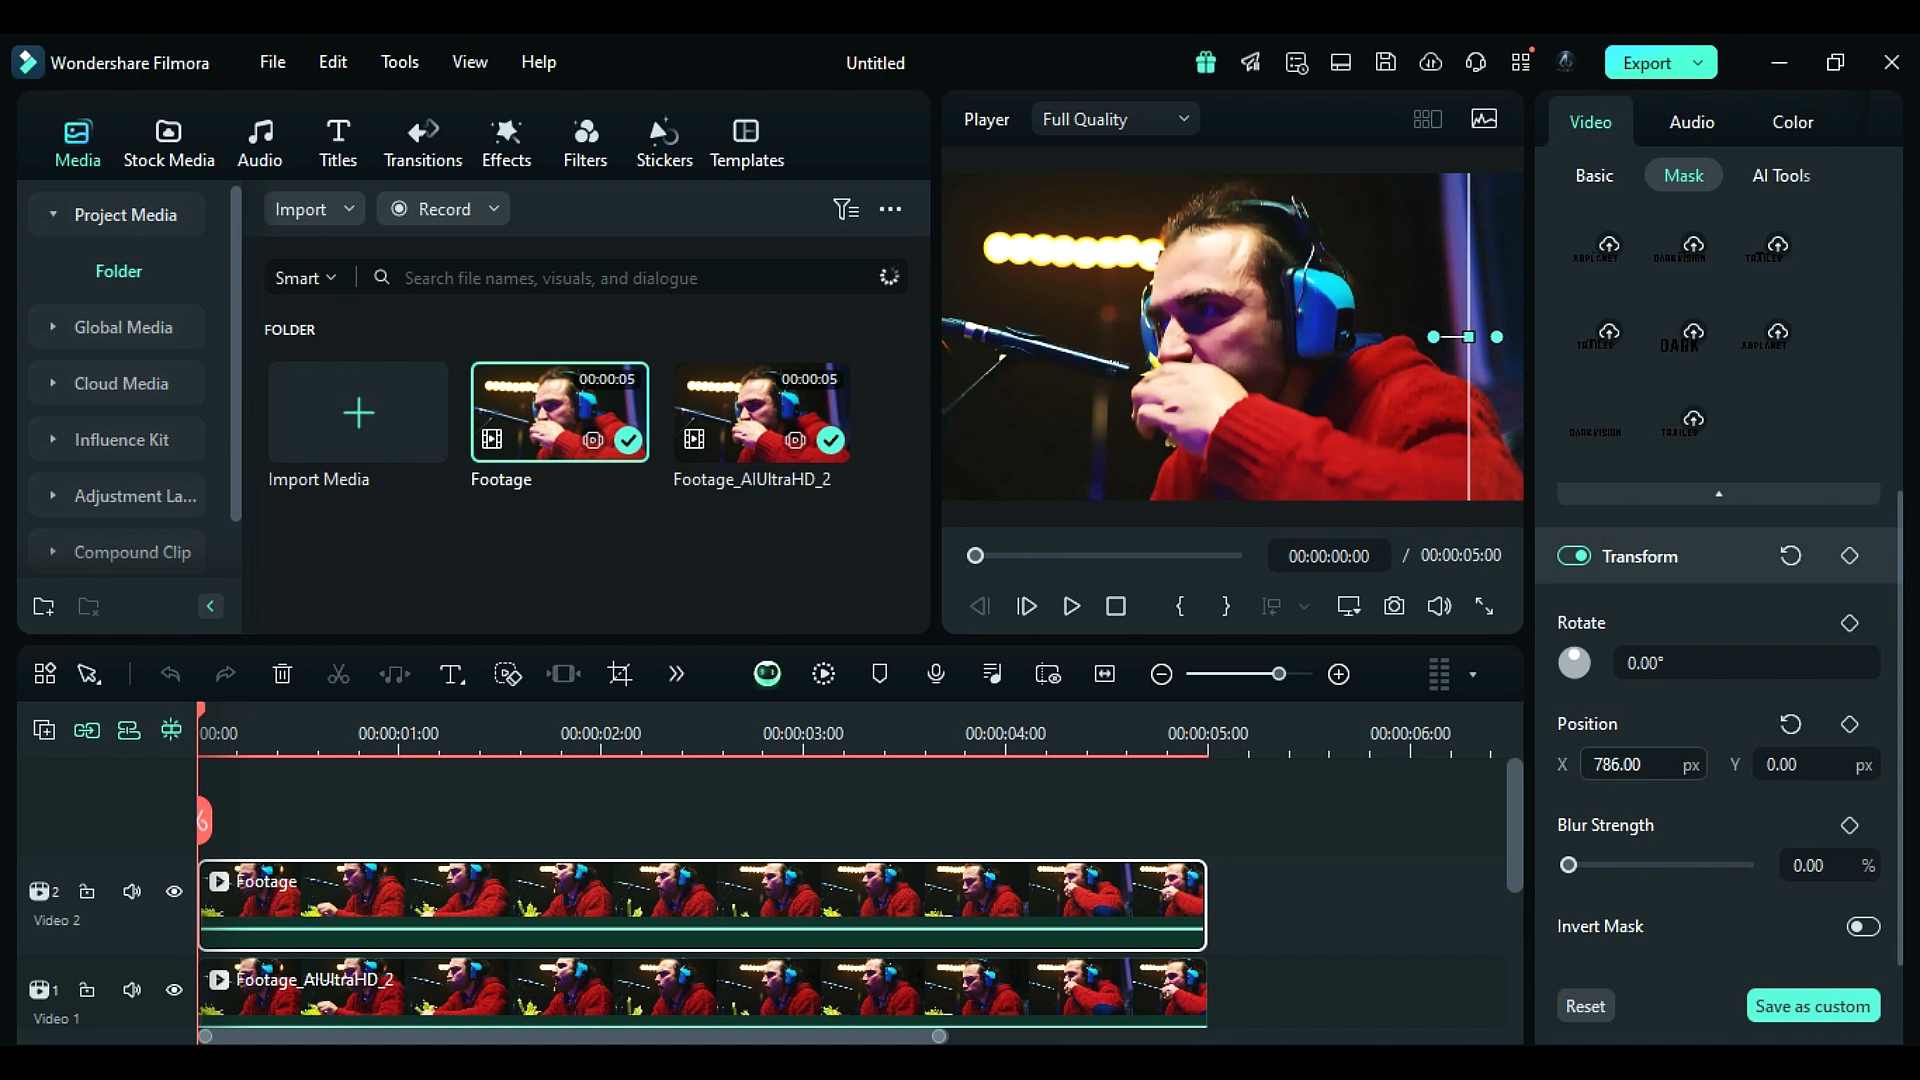 Wondershare Filmora
File
Edit
Tools
View
Help
Untitled
Export
Media
Stock Media
Audio
Titles
Transitions
Effects
Filters
Stickers
Templates
Project Media
Folder
Global Media
Cloud Media
Influence Kit
Adjustment La...
Compound Clip
Import
Record
Smart
Search file names, visuals, and dialogue
FOLDER
Import Media
00:00:05
Footage
00:00:05
Footage_AIUltraHD_2
Player
Full Quality
00:00:00:00 / 00:00:05:00
Video
Audio
Color
Basic
Mask
AI Tools
TRAILER
TRAILER
DARK
DARKVISION
TRAILER
Transform
Rotate
0.00°
Position
X 786.00 px Y 0.00 px
Blur Strength
0.00 %
Invert Mask
Reset
Save as custom
00:00
00:00:01:00
00:00:02:00
00:00:03:00
00:00:04:00
00:00:05:00
00:00:06:00
2
Video 2
Footage
1
Video 1
Footage_AIUltraHD_2